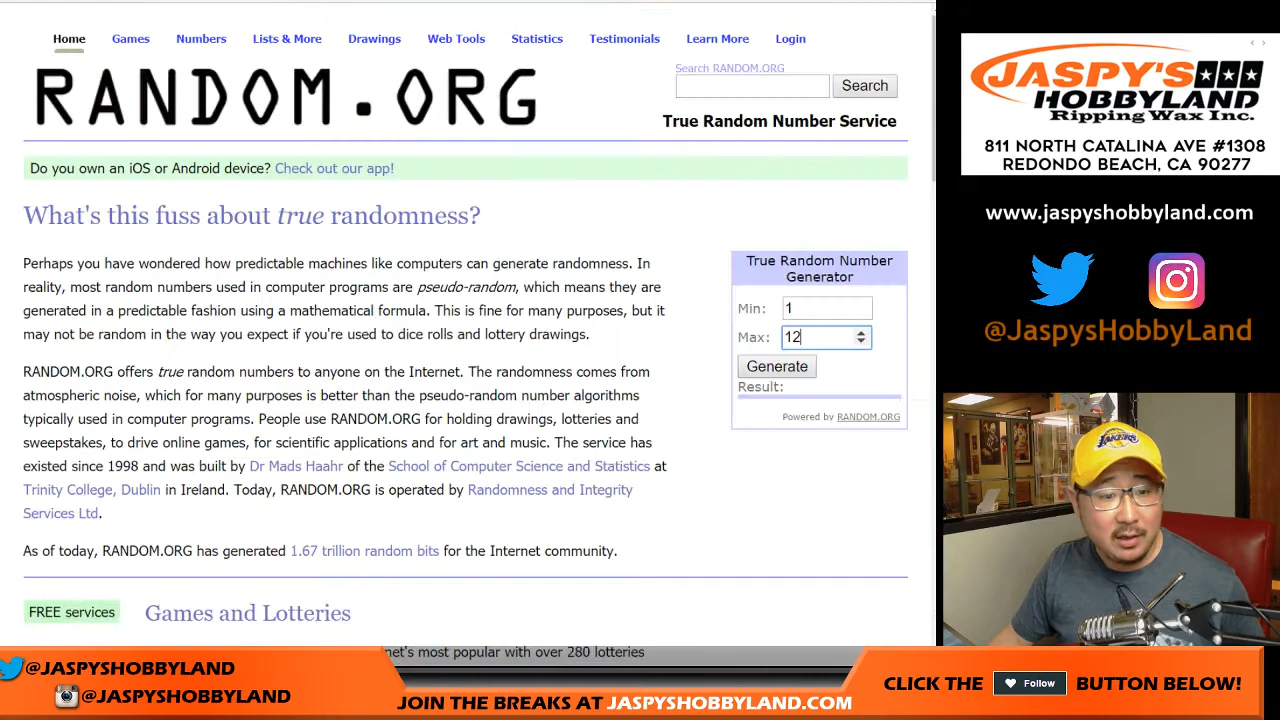 Home Games Numbers Lists & More Drawings Web Tools Statistics Testimonials Learn More Login
RANDOM.ORG
Search RANDOM.ORG
Search
True Random Number Service
Do you own an iOS or Android device? Check out our app!
What's this fuss about true randomness?
Perhaps you have wondered how predictable machines like computers can generate randomness. In
reality, most random numbers used in computer programs are pseudo-random, which means they are
generated in a predictable fashion using a mathematical formula. This is fine for many purposes, but it
may not be random in the way you expect if you're used to dice rolls and lottery drawings.
RANDOM.ORG offers true random numbers to anyone on the Internet. The randomness comes from
atmospheric noise, which for many purposes is better than the pseudo-random number algorithms
typically used in computer programs. People use RANDOM.ORG for holding drawings, lotteries and
sweepstakes, to drive online games, for scientific applications and for art and music. The service has
existed since 1998 and was built by Dr Mads Haahr of the School of Computer Science and Statistics at
Trinity College, Dublin in Ireland. Today, RANDOM.ORG is operated by Randomness and Integrity
Services Ltd.
As of today, RANDOM.ORG has generated 1.67 trillion random bits for the Internet community.
True Random Number
Generator
Min: 1
Max: 12
Generate
Result:
Powered by RANDOM.ORG
FREE services
Games and Lotteries
net's most popular with over 280 lotteries
JASPY'S
HOBBYLAND
Ripping Wax Inc.
811 NORTH CATALINA AVE #1308
REDONDO BEACH, CA 90277
www.jaspyshobbyland.com
@JaspysHobbyLand
LAKERS
@JASPYSHOBBYLAND
@JASPYSHOBBYLAND
JOIN THE BREAKS AT JASPYSHOBBYLAND.COM
CLICK THE Follow BUTTON BELOW!